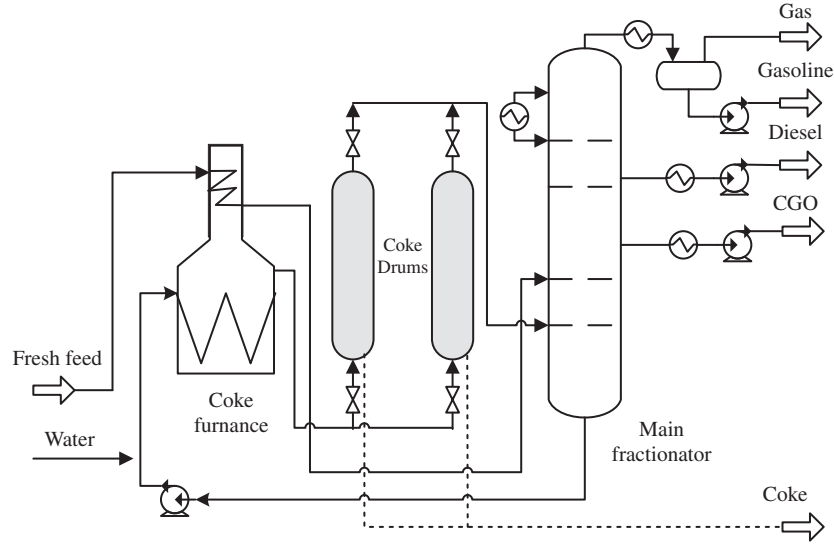 Gas
Gasoline
Diesel
CGO
Coke
Drums
Fresh feed
Coke
furnance
Water
Main
fractionator
Coke